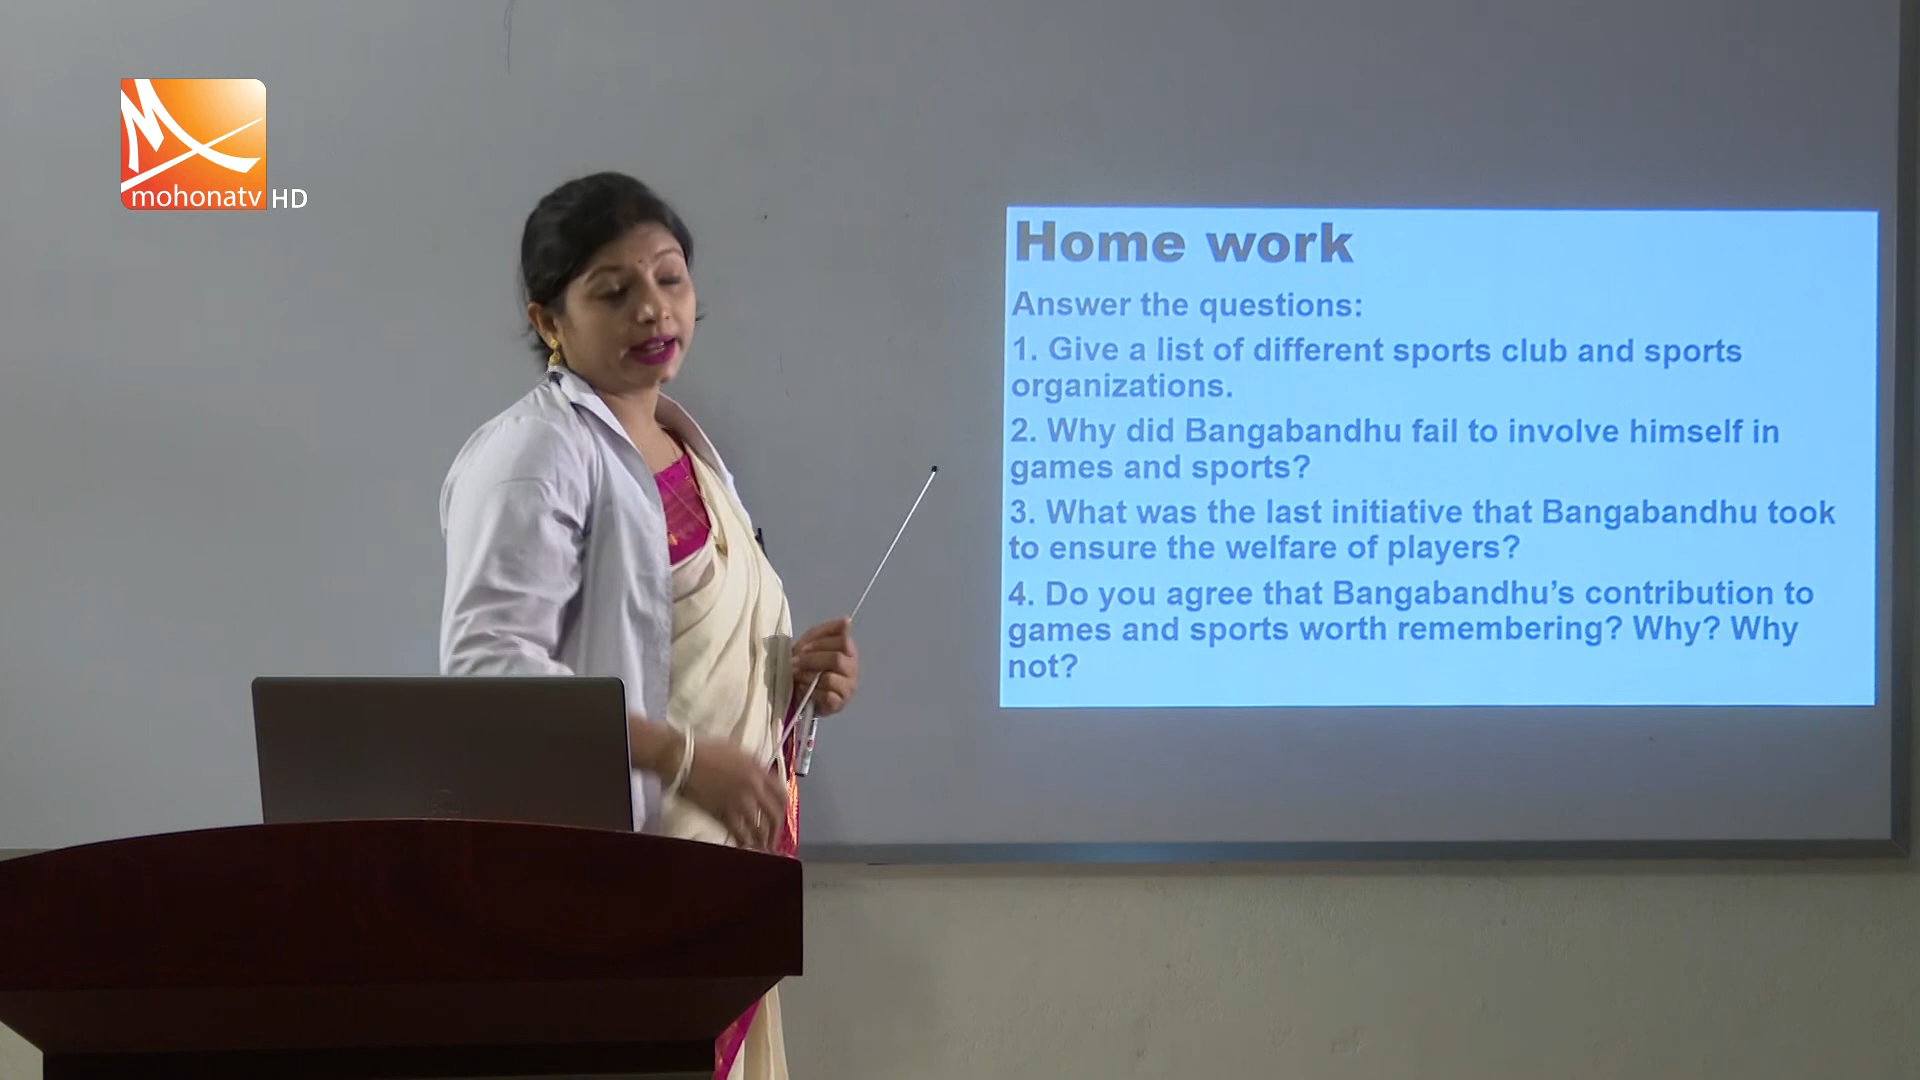 mohonatv HD
Home work
Answer the questions:
1. Give a list of different sports club and sports
organizations.
2. Why did Bangabandhu fail to involve himself in
games and sports?
3. What was the last initiative that Bangabandhu took
to ensure the welfare of players?
4. Do you agree that Bangabandhu’s contribution to
games and sports worth remembering? Why? Why
not?